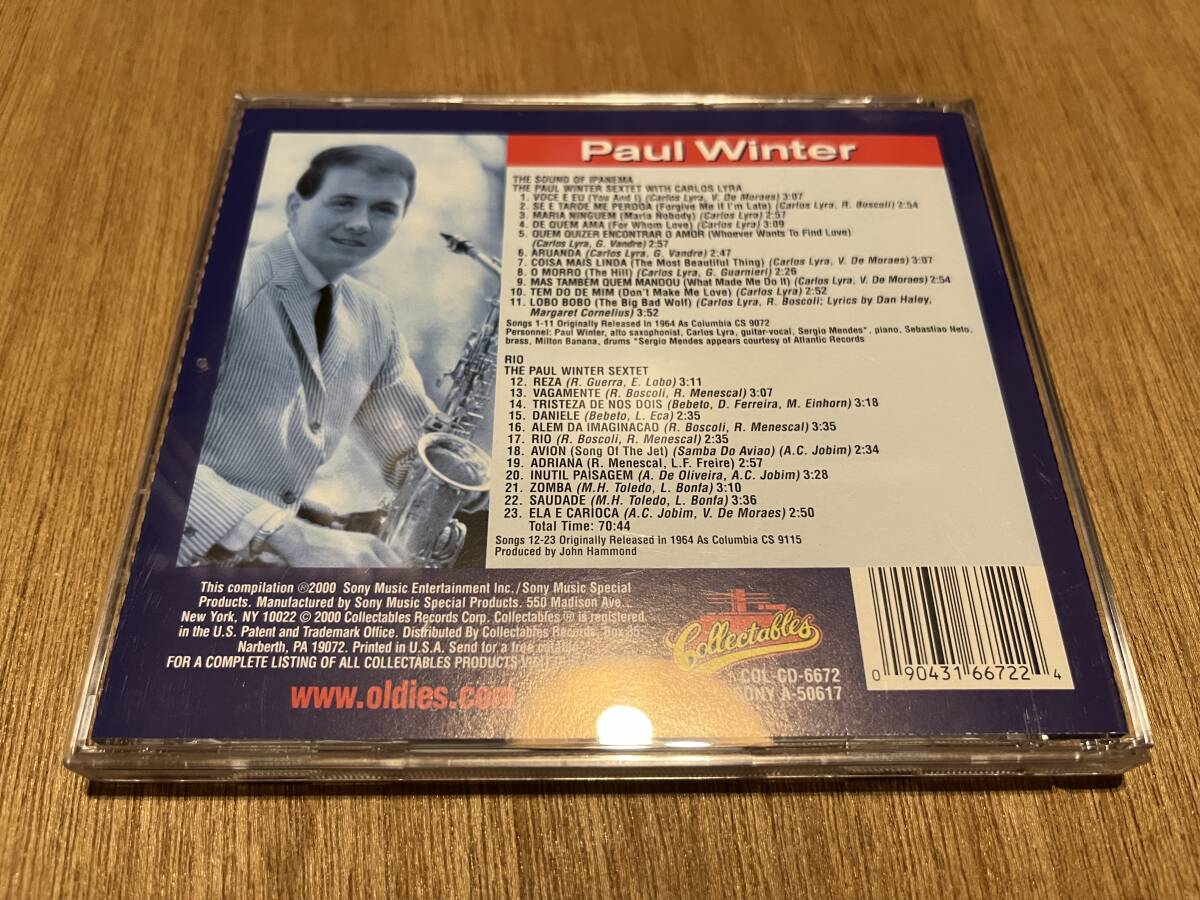 Paul Winter
THE SOUND OF IPANEMA
THE PAUL WINTER SEXTET WITH CARLOS LYRA
1. VOCE E EU (You And I) (Carlos Lyra, V. De Moraes) 3:07
2. SE E TARDE ME PERDOA (Forgive Me If I'm Late) (Carlos Lyra, R. Boscoli) 2:54
3. MARIA NINGUEM (Maria Nobody) (Carlos Lyra) 2:57
4. DE QUEM AMA (For Whom Love) (Carlos Lyra) 3:09
5. QUEM QUIZER ENCONTRAR O AMOR (Whoever Wants To Find Love)
(Carlos Lyra, G. Vandre) 2:57
6. ARUANDA (Carlos Lyra, G. Vandre) 2:47
7. COISA MAIS LINDA (The Most Beautiful Thing) (Carlos Lyra, V. De Moraes) 3:07
8. O MORRO (The Hill) (Carlos Lyra, G. Guarnieri) 2:26
9. MAS TAMBÉM QUEM MANDOU (What Made Me Do It) (Carlos Lyra, V. De Moraes) 2:54
10. TEM DO DE MIM (Don't Make Me Love) (Carlos Lyra) 2:52
11. LOBO BOBO (The Big Bad Wolf) (Carlos Lyra, R. Boscoli; Lyrics by Dan Haley,
Margaret Cornelius) 3:52
Songs 1-11 Originally Released In 1964 As Columbia CS 9072
Personnel: Paul Winter, alto saxophonist, Carlos Lyra, guitar-vocal, Sergio Mendes*, piano, Sebastiao Neto,
brass, Milton Banana, drums *Sergio Mendes appears courtesy of Atlantic Records
RIO
THE PAUL WINTER SEXTET
12. REZA (R. Guerra, E. Lobo) 3:11
13. VAGAMENTE (R. Boscoli, R. Menescal) 3:07
14. TRISTEZA DE NOS DOIS (Bebeto, D. Ferreira, M. Einhorn) 3:18
15. DANIELE (Bebeto, L. Eca) 2:35
16. ALEM DA IMAGINACAO (R. Boscoli, R. Menescal) 3:35
17. RIO (R. Boscoli, R. Menescal) 2:35
18. AVION (Song Of The Jet) (Samba Do Aviao) (A.C. Jobim) 2:34
19. ADRIANA (R. Menescal, L.F. Freire) 2:57
20. INUTIL PAISAGEM (A. De Oliveira, A.C. Jobim) 3:28
21. ZOMBA (M.H. Toledo, L. Bonfa) 3:10
22. SAUDADE (M.H. Toledo, L. Bonfa) 3:36
23. ELA E CARIOCA (A.C. Jobim, V. De Moraes) 2:50
Total Time: 70:44
Songs 12-23 Originally Released In 1964 As Columbia CS 9115
Produced by John Hammond
This compilation ℗2000 Sony Music Entertainment Inc./Sony Music Special
Products. Manufactured by Sony Music Special Products. 550 Madison Ave.,
New York, NY 10022 © 2000 Collectables Records Corp. Collectables ® is registered
in the U.S. Patent and Trademark Office. Distributed By Collectables Records, Box 35
Narberth, PA 19072. Printed in U.S.A. Send for a free
FOR A COMPLETE LISTING OF ALL COLLECTABLES PRODUCTS
www.oldies.com
Collectables
COL-CD-6672
SONY A-50617
0 90431 66722 4